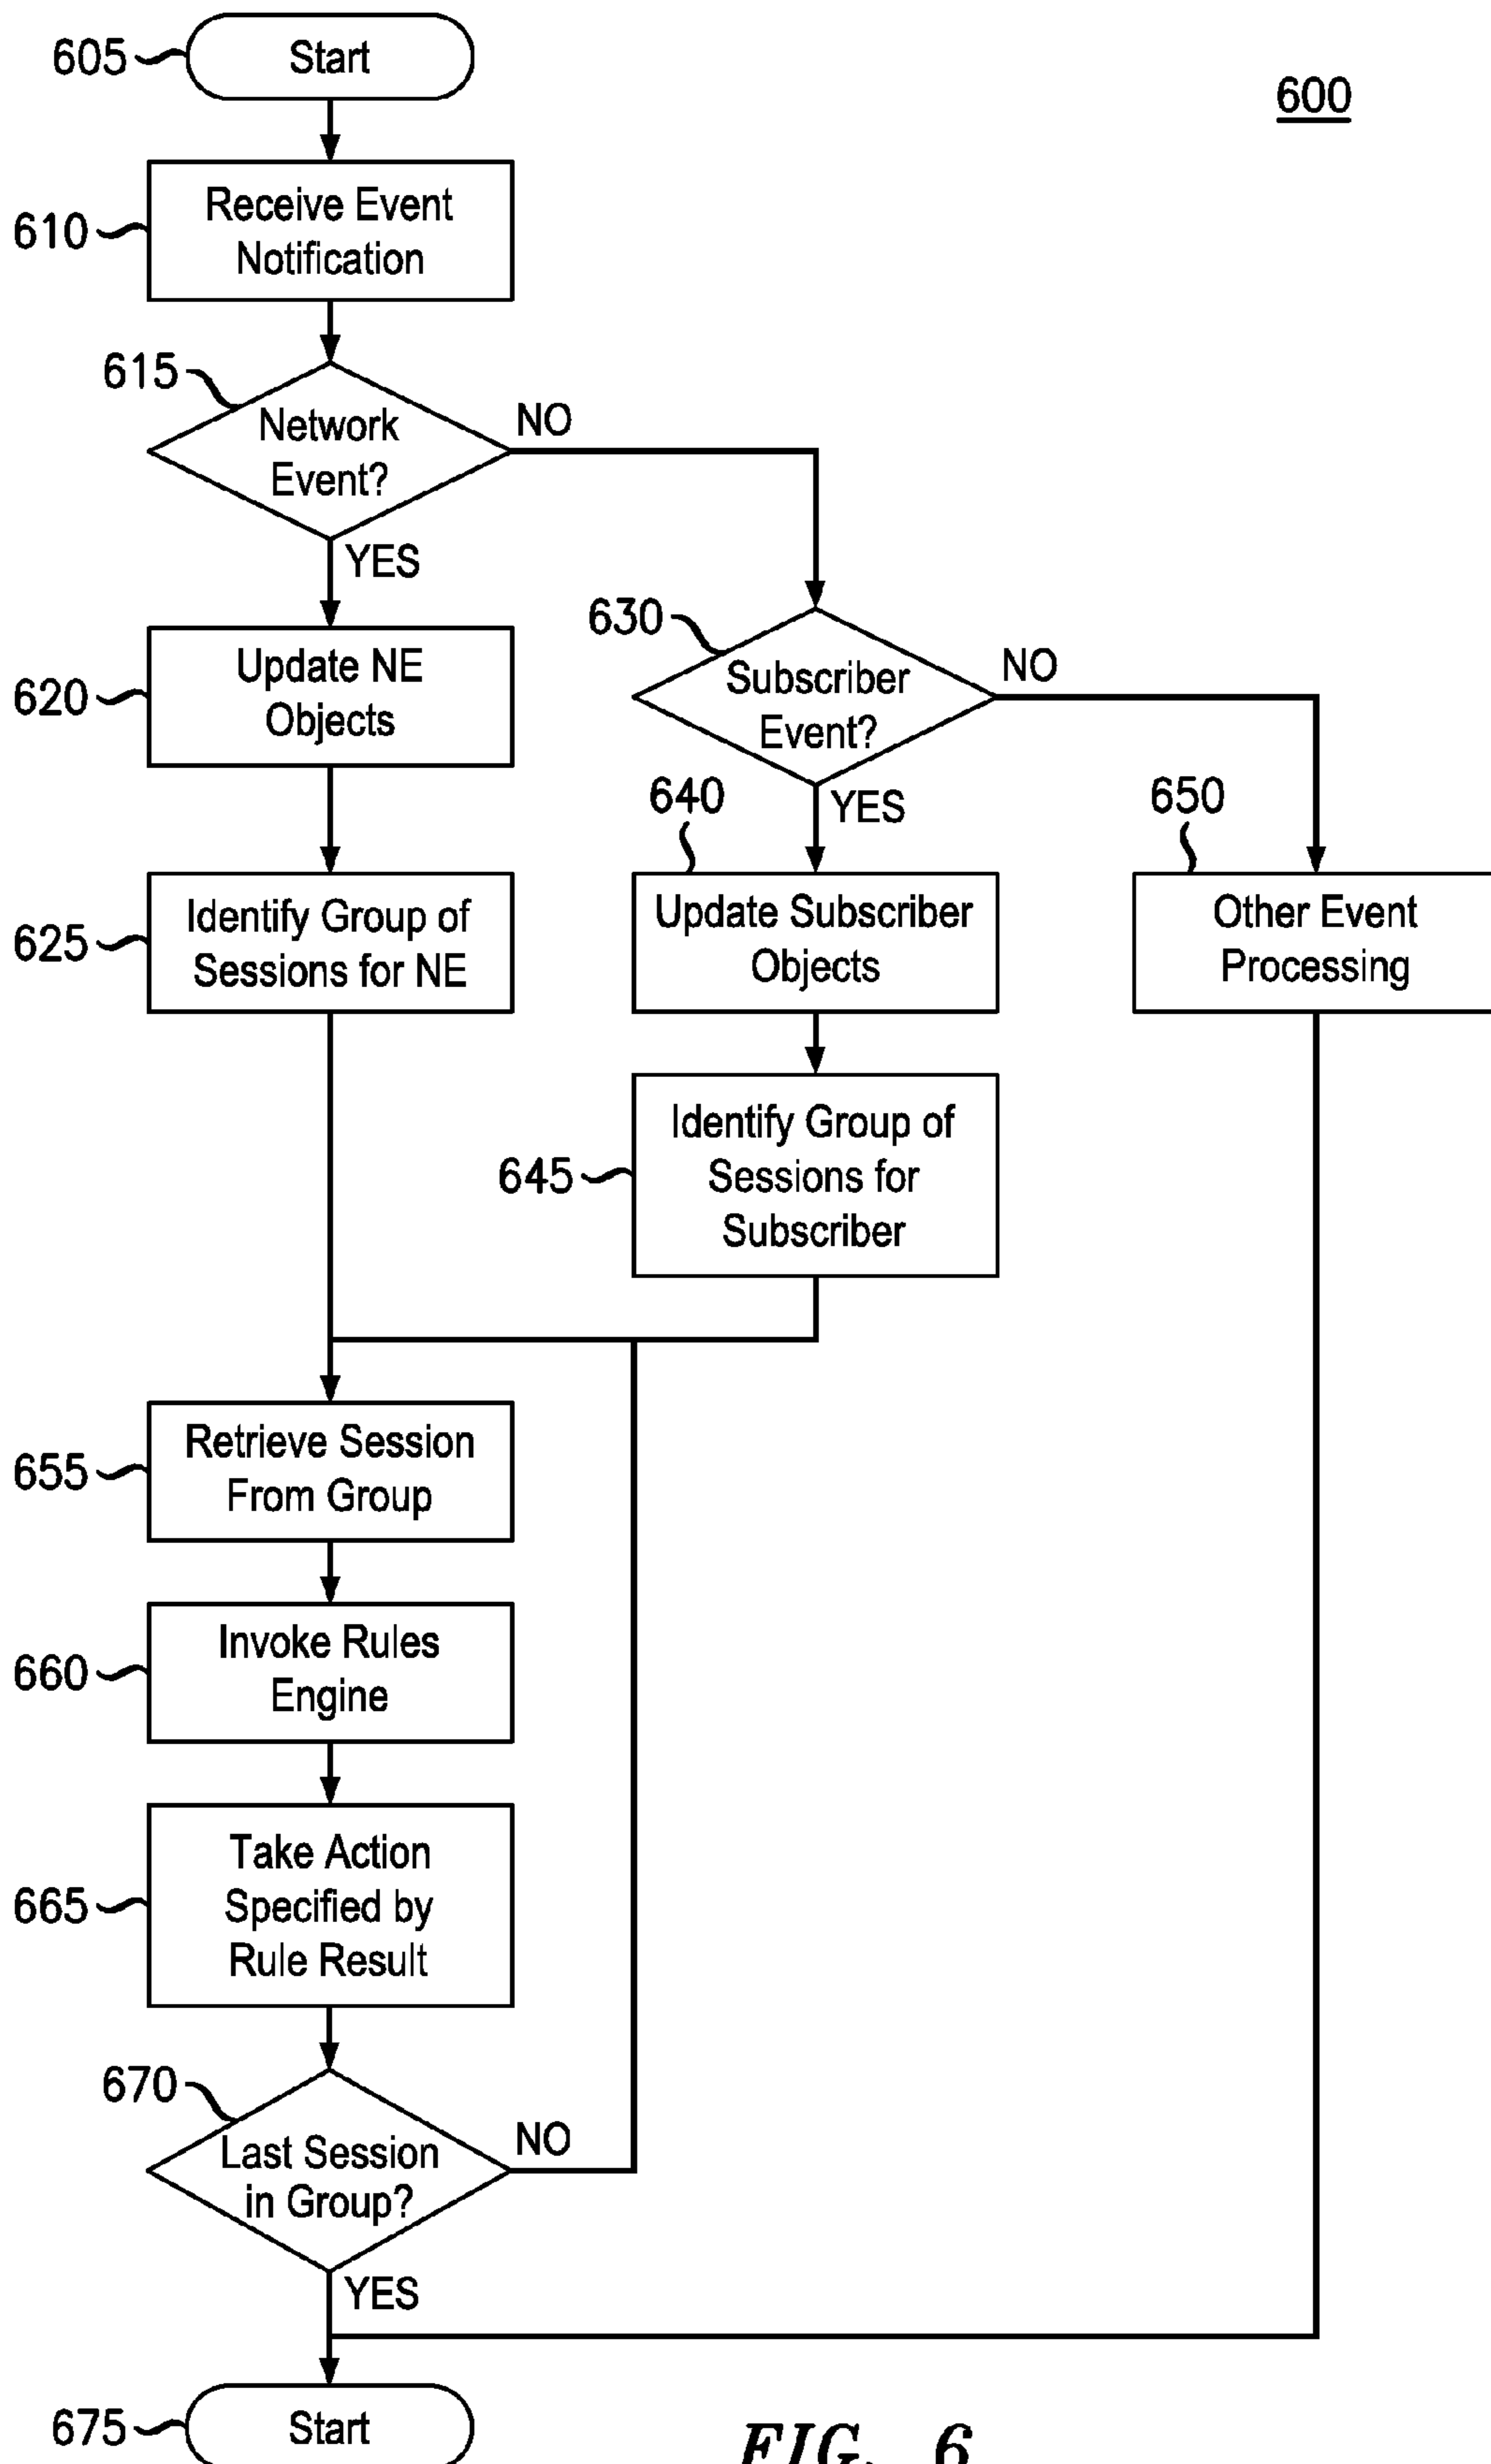 605
Start
600
610
Receive Event
Notification
615
Network
Event?
NO
YES
620
Update NE
Objects
630
Subscriber
Event?
NO
YES
625
Identify Group of
Sessions for NE
640
Update Subscriber
Objects
650
Other Event
Processing
645
Identify Group of
Sessions for
Subscriber
655
Retrieve Session
From Group
660
Invoke Rules
Engine
665
Take Action
Specified by
Rule Result
670
Last Session
in Group?
NO
YES
675
Start
FIG. 6